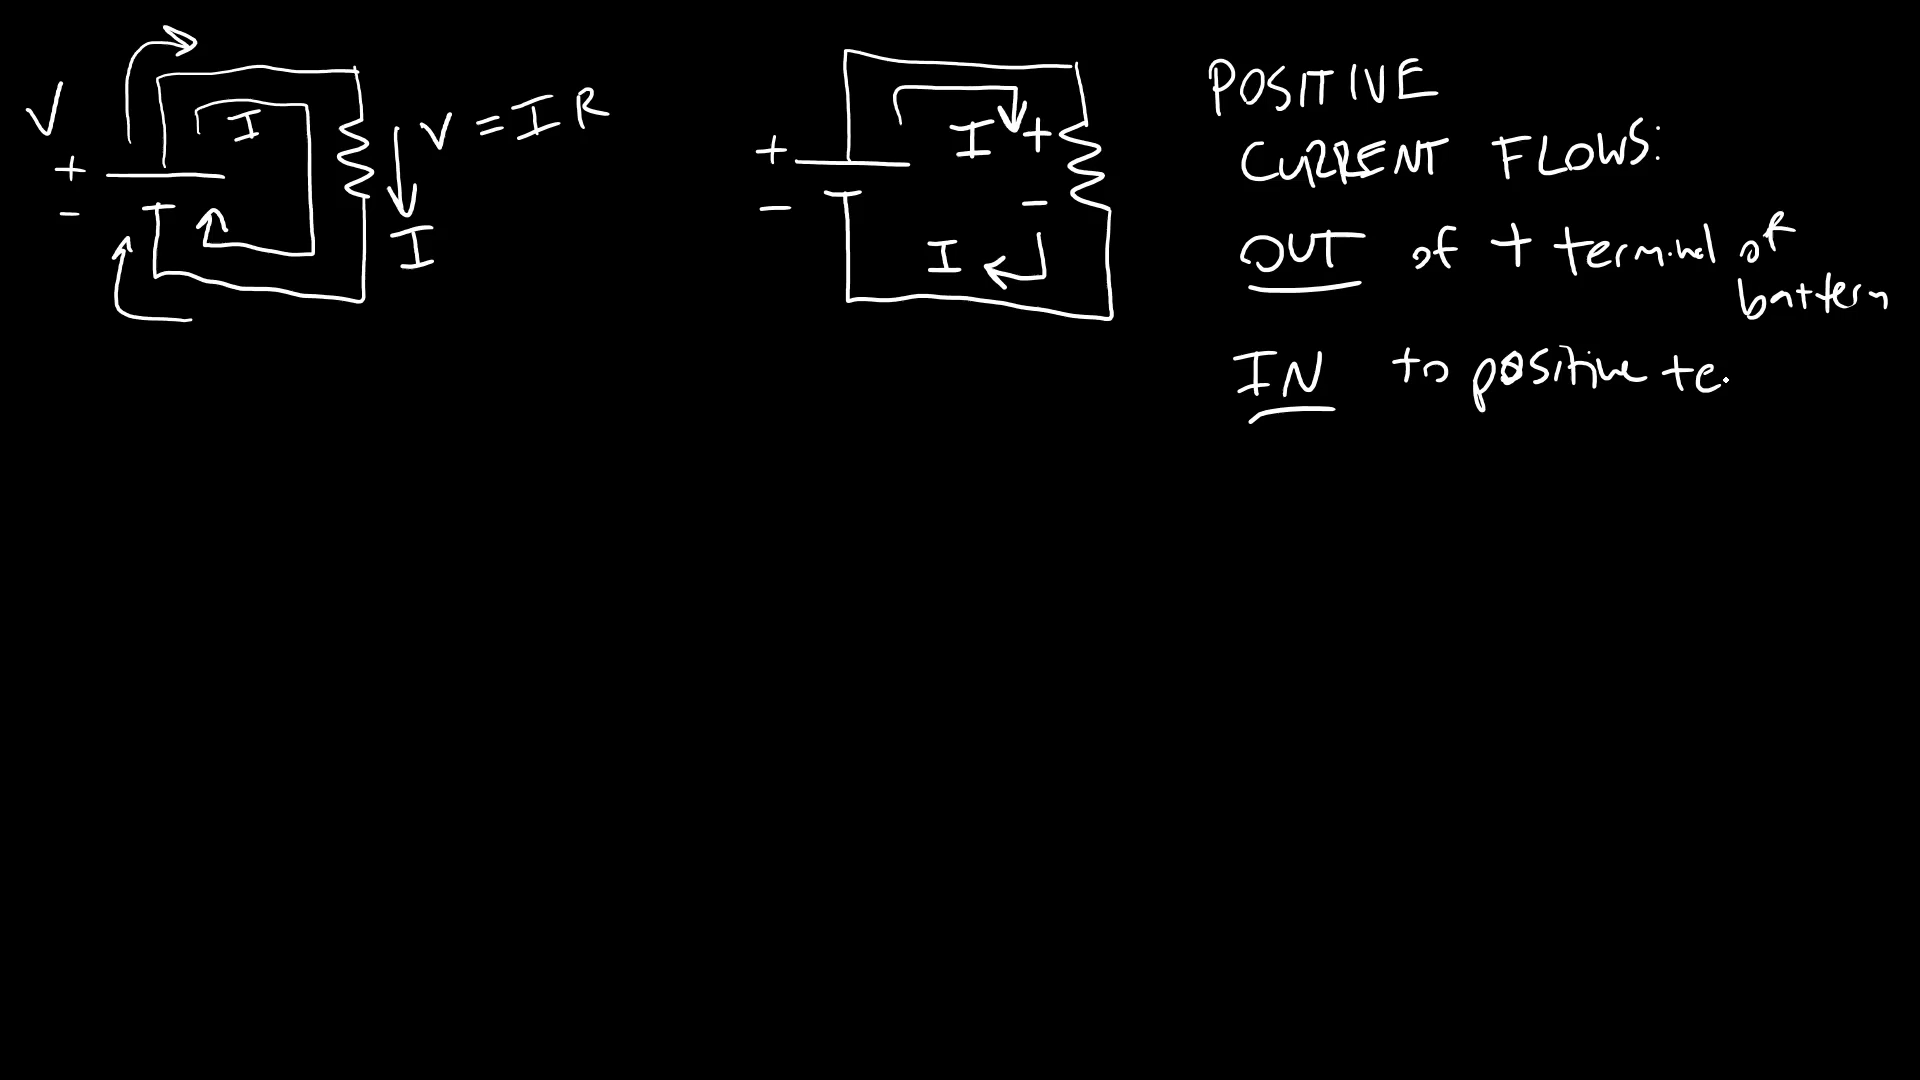 V
+
-
I
V = IR
I
+
-
I
+
-
I
POSITIVE
CURRENT FLOWS:
OUT of + terminal of
battery
IN to positive te